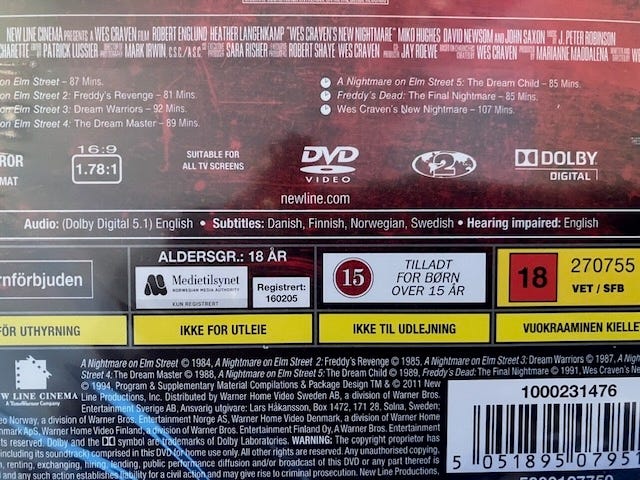 NEW LINE CINEMA PRESENTS A WES CRAVEN FILM ROBERT ENGLUND HEATHER LANGENKAMP "WES CRAVEN'S NEW NIGHTMARE" MIKO HUGHES DAVID NEWSOM AND JOHN SAXON MUSIC BY J. PETER ROBINSON
CHARETTE EDITED BY PATRICK LUSSIER MARK IRWIN C.S.C./A.S.C. SARA RISHER ROBERT SHAYE WES CRAVEN JAY ROEWE WES CRAVEN PRODUCED BY MARIANNE MADDALENA
on Elm Street – 87 Mins.
on Elm Street 2: Freddy's Revenge – 81 Mins.
on Elm Street 3: Dream Warriors – 92 Mins.
on Elm Street 4: The Dream Master – 89 Mins.
A Nightmare on Elm Street 5: The Dream Child – 85 Mins.
Freddy's Dead: The Final Nightmare – 85 Mins.
Wes Craven's New Nightmare – 107 Mins.
ROR
MAT
16:9
1.78:1
SUITABLE FOR
ALL TV SCREENS
DVD
VIDEO
2
DOLBY
DIGITAL
newline.com
Audio: (Dolby Digital 5.1) English • Subtitles: Danish, Finnish, Norwegian, Swedish • Hearing impaired: English
rnförbjuden
FÖR UTHYRNING
ALDERSGR.: 18 ÅR
Medietilsynet
NORWEGIAN MEDIA AUTHORITY
KUN REGISTRERT
Registrert:
160205
IKKE FOR UTLEIE
15
TILLADT
FOR BØRN
OVER 15 ÅR
IKKE TIL UDLEJNING
18
270755
VET / SFB
VUOKRAAMINEN KIELLE
NEW LINE CINEMA
A TimeWarner Company
A Nightmare on Elm Street © 1984, A Nightmare on Elm Street 2: Freddy's Revenge © 1985, A Nightmare on Elm Street 3: Dream Warriors © 1987, A Night
Street 4: The Dream Master © 1988, A Nightmare on Elm Street 5: The Dream Child © 1989, Freddy's Dead: The Final Nightmare © 1991, Wes Craven's New
© 1994, Program & Supplementary Material Compilations & Package Design TM & © 2011 New
Line Productions, Inc. Distributed by Warner Home Video Sweden AB, a division of Warner Bros.
Entertainment Sverige AB, Ansvarig utgivare: Lars Håkansson, Box 1472, 171 28, Solna, Sweden;
eo Norway, a division of Warner Bros. Entertainment Norge AS, Warner Home Video Denmark, a division of Warner Bros.
nmark ApS, Warner Home Video Finland, a division of Warner Bros. Entertainment Finland Oy, A Warner Bros.
ts reserved. Dolby and the DD symbol are trademarks of Dolby Laboratories. WARNING: The copyright proprietor has
including its soundtrack comprised in this DVD for home use only. All other rights are reserved. Any unauthorised copying,
n, renting, exchanging, hiring, lending, public performance diffusion and/or broadcast of this DVD or any part thereof is
and any such action establishes liability for a civil action and may give rise to criminal prosecution. New Line Productions.
1000231476
5 051895 0795